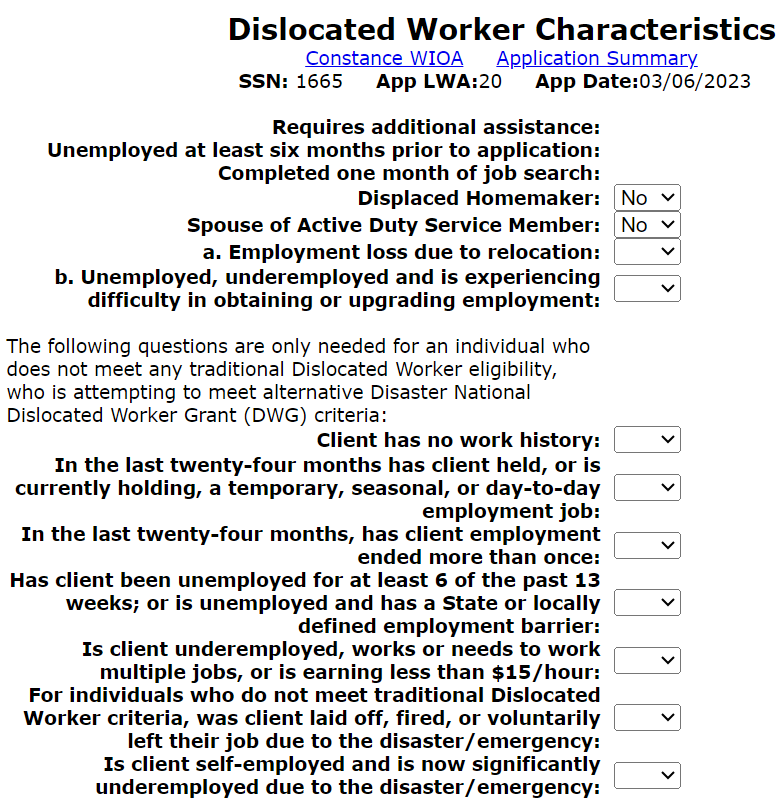 Dislocated Worker Characteristics
Constance WIOA Application Summary
SSN: 1665 App LWA:20 App Date:03/06/2023
Requires additional assistance:
Unemployed at least six months prior to application:
Completed one month of job search:
Displaced Homemaker: No
Spouse of Active Duty Service Member: No
a. Employment loss due to relocation:
b. Unemployed, underemployed and is experiencing
difficulty in obtaining or upgrading employment:
The following questions are only needed for an individual who
does not meet any traditional Dislocated Worker eligibility,
who is attempting to meet alternative Disaster National
Dislocated Worker Grant (DWG) criteria:
Client has no work history:
In the last twenty-four months has client held, or is
currently holding, a temporary, seasonal, or day-to-day
employment job:
In the last twenty-four months, has client employment
ended more than once:
Has client been unemployed for at least 6 of the past 13
weeks; or is unemployed and has a State or locally
defined employment barrier:
Is client underemployed, works or needs to work
multiple jobs, or is earning less than $15/hour:
For individuals who do not meet traditional Dislocated
Worker criteria, was client laid off, fired, or voluntarily
left their job due to the disaster/emergency:
Is client self-employed and is now significantly
underemployed due to the disaster/emergency: